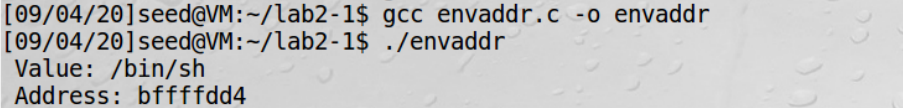 [09/04/20]seed@VM:~/lab2-1$ gcc envaddr.c -o envaddr
[09/04/20]seed@VM:~/lab2-1$ ./envaddr
Value: /bin/sh
Address: bffffdd4